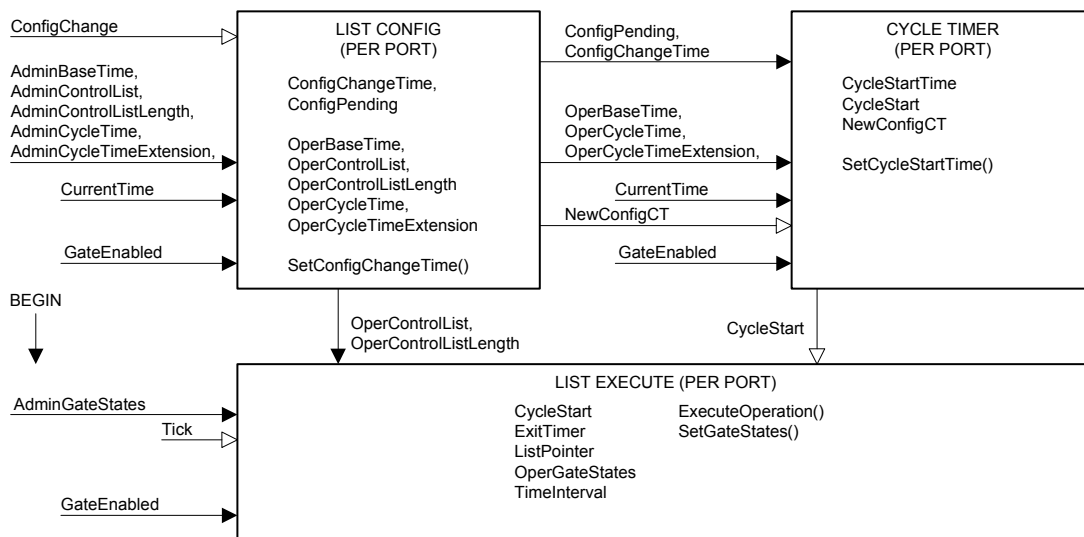 ConfigChange
AdminBaseTime,
AdminControlList,
AdminControlListLength,
AdminCycleTime,
AdminCycleTimeExtension,
CurrentTime
GateEnabled
LIST CONFIG
(PER PORT)
ConfigChangeTime,
ConfigPending
OperBaseTime,
OperControlList,
OperControlListLength
OperCycleTime,
OperCycleTimeExtension
SetConfigChangeTime()
ConfigPending,
ConfigChangeTime
OperBaseTime,
OperCycleTime,
OperCycleTimeExtension,
CurrentTime
NewConfigCT
GateEnabled
CYCLE TIMER
(PER PORT)
CycleStartTime
CycleStart
NewConfigCT
SetCycleStartTime()
BEGIN
OperControlList,
OperControlListLength
CycleStart
AdminGateStates
Tick
GateEnabled
LIST EXECUTE (PER PORT)
CycleStart
ExitTimer
ListPointer
OperGateStates
TimeInterval
ExecuteOperation()
SetGateStates()